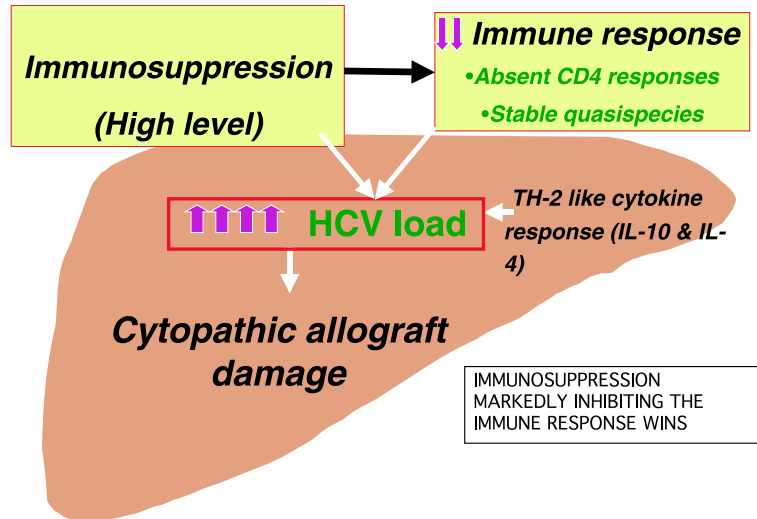 Immunosuppression
(High level)
Immune response
•Absent CD4 responses
•Stable quasispecies
HCV load
TH-2 like cytokine
response (IL-10 & IL-
4)
Cytopathic allograft
damage
IMMUNOSUPPRESSION
MARKEDLY INHIBITING THE
IMMUNE RESPONSE WINS